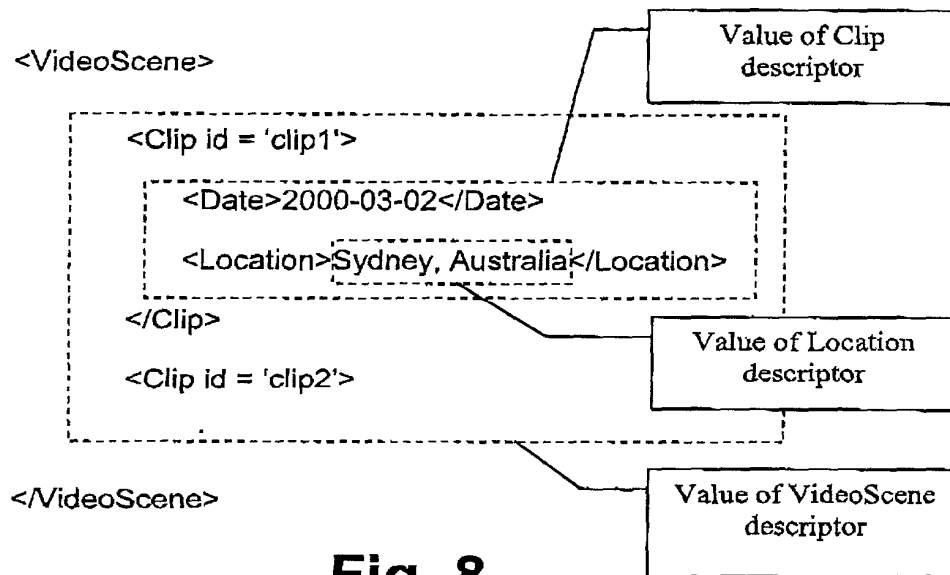 Value of Clip
descriptor
<VideoScene>
<Clip id = 'clip1'>
<Date>2000-03-02</Date>
<Location>Sydney, Australia</Location>
</Clip>
Value of Location
descriptor
<Clip id = 'clip2'>
.
</VideoScene>
Value of VideoScene
descriptor
Fig. 8